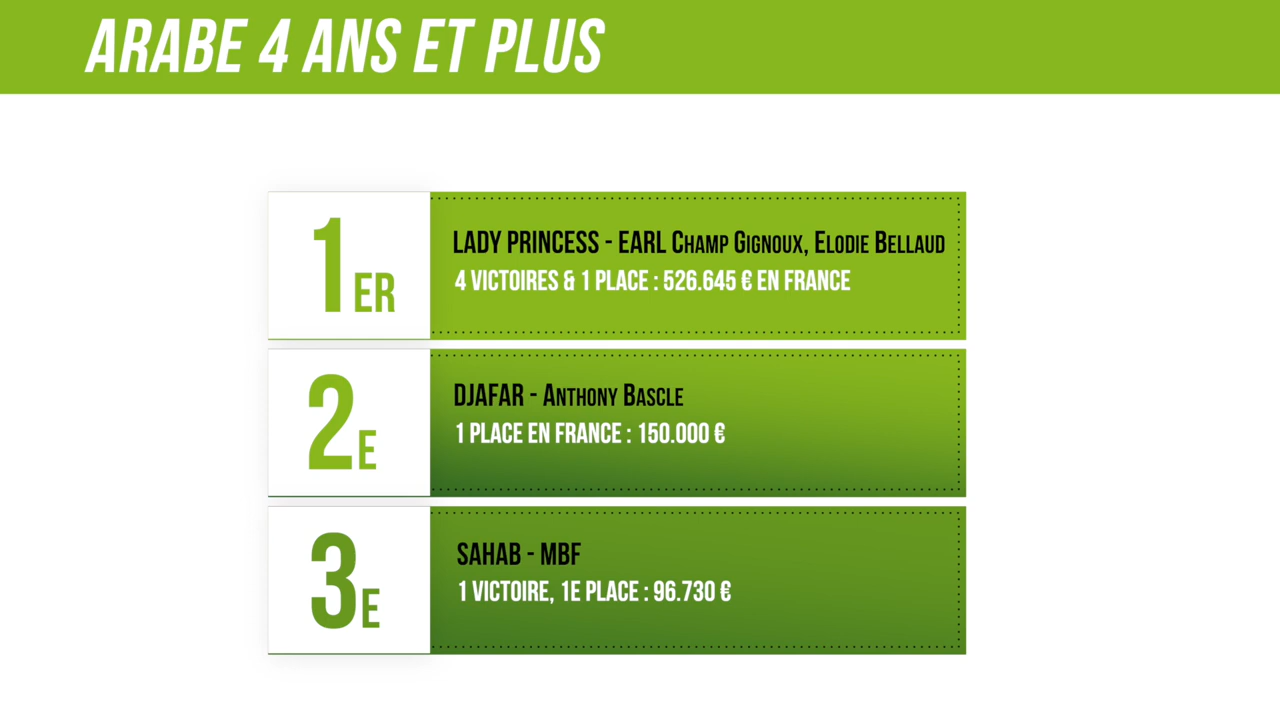 ARABE 4 ANS ET PLUS
1ER
LADY PRINCESS - EARL CHAMP GIGNOUX, ELODIE BELLAUD
4 VICTOIRES & 1 PLACE : 526.645 € EN FRANCE
2E
DJAFAR - ANTHONY BASCLE
1 PLACE EN FRANCE : 150.000 €
3E
SAHAB - MBF
1 VICTOIRE, 1E PLACE : 96.730 €